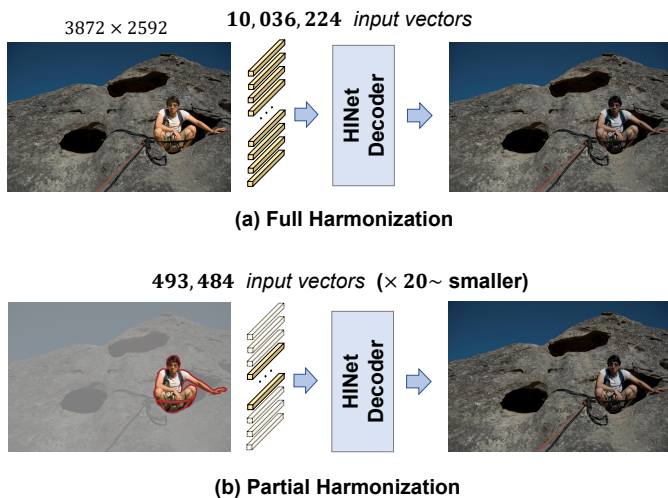 3872 × 2592
10,036,224 input vectors
HINet
Decoder
(a) Full Harmonization
493,484 input vectors (× 20~ smaller)
HINet
Decoder
(b) Partial Harmonization